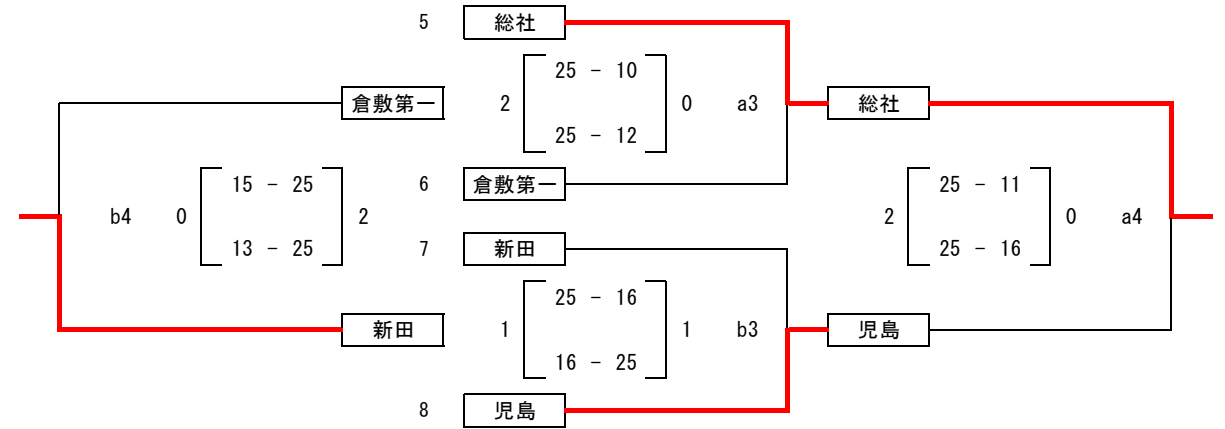 5 総社
25 － 10
倉敷第一 2 0 a3 総社
25 － 12
15 － 25 6 倉敷第一 25 － 11
b4 0 2 2 0 a4
13 － 25 7 新田 25 － 16
25 － 16
新田 1 1 b3 児島
16 － 25
8 児島